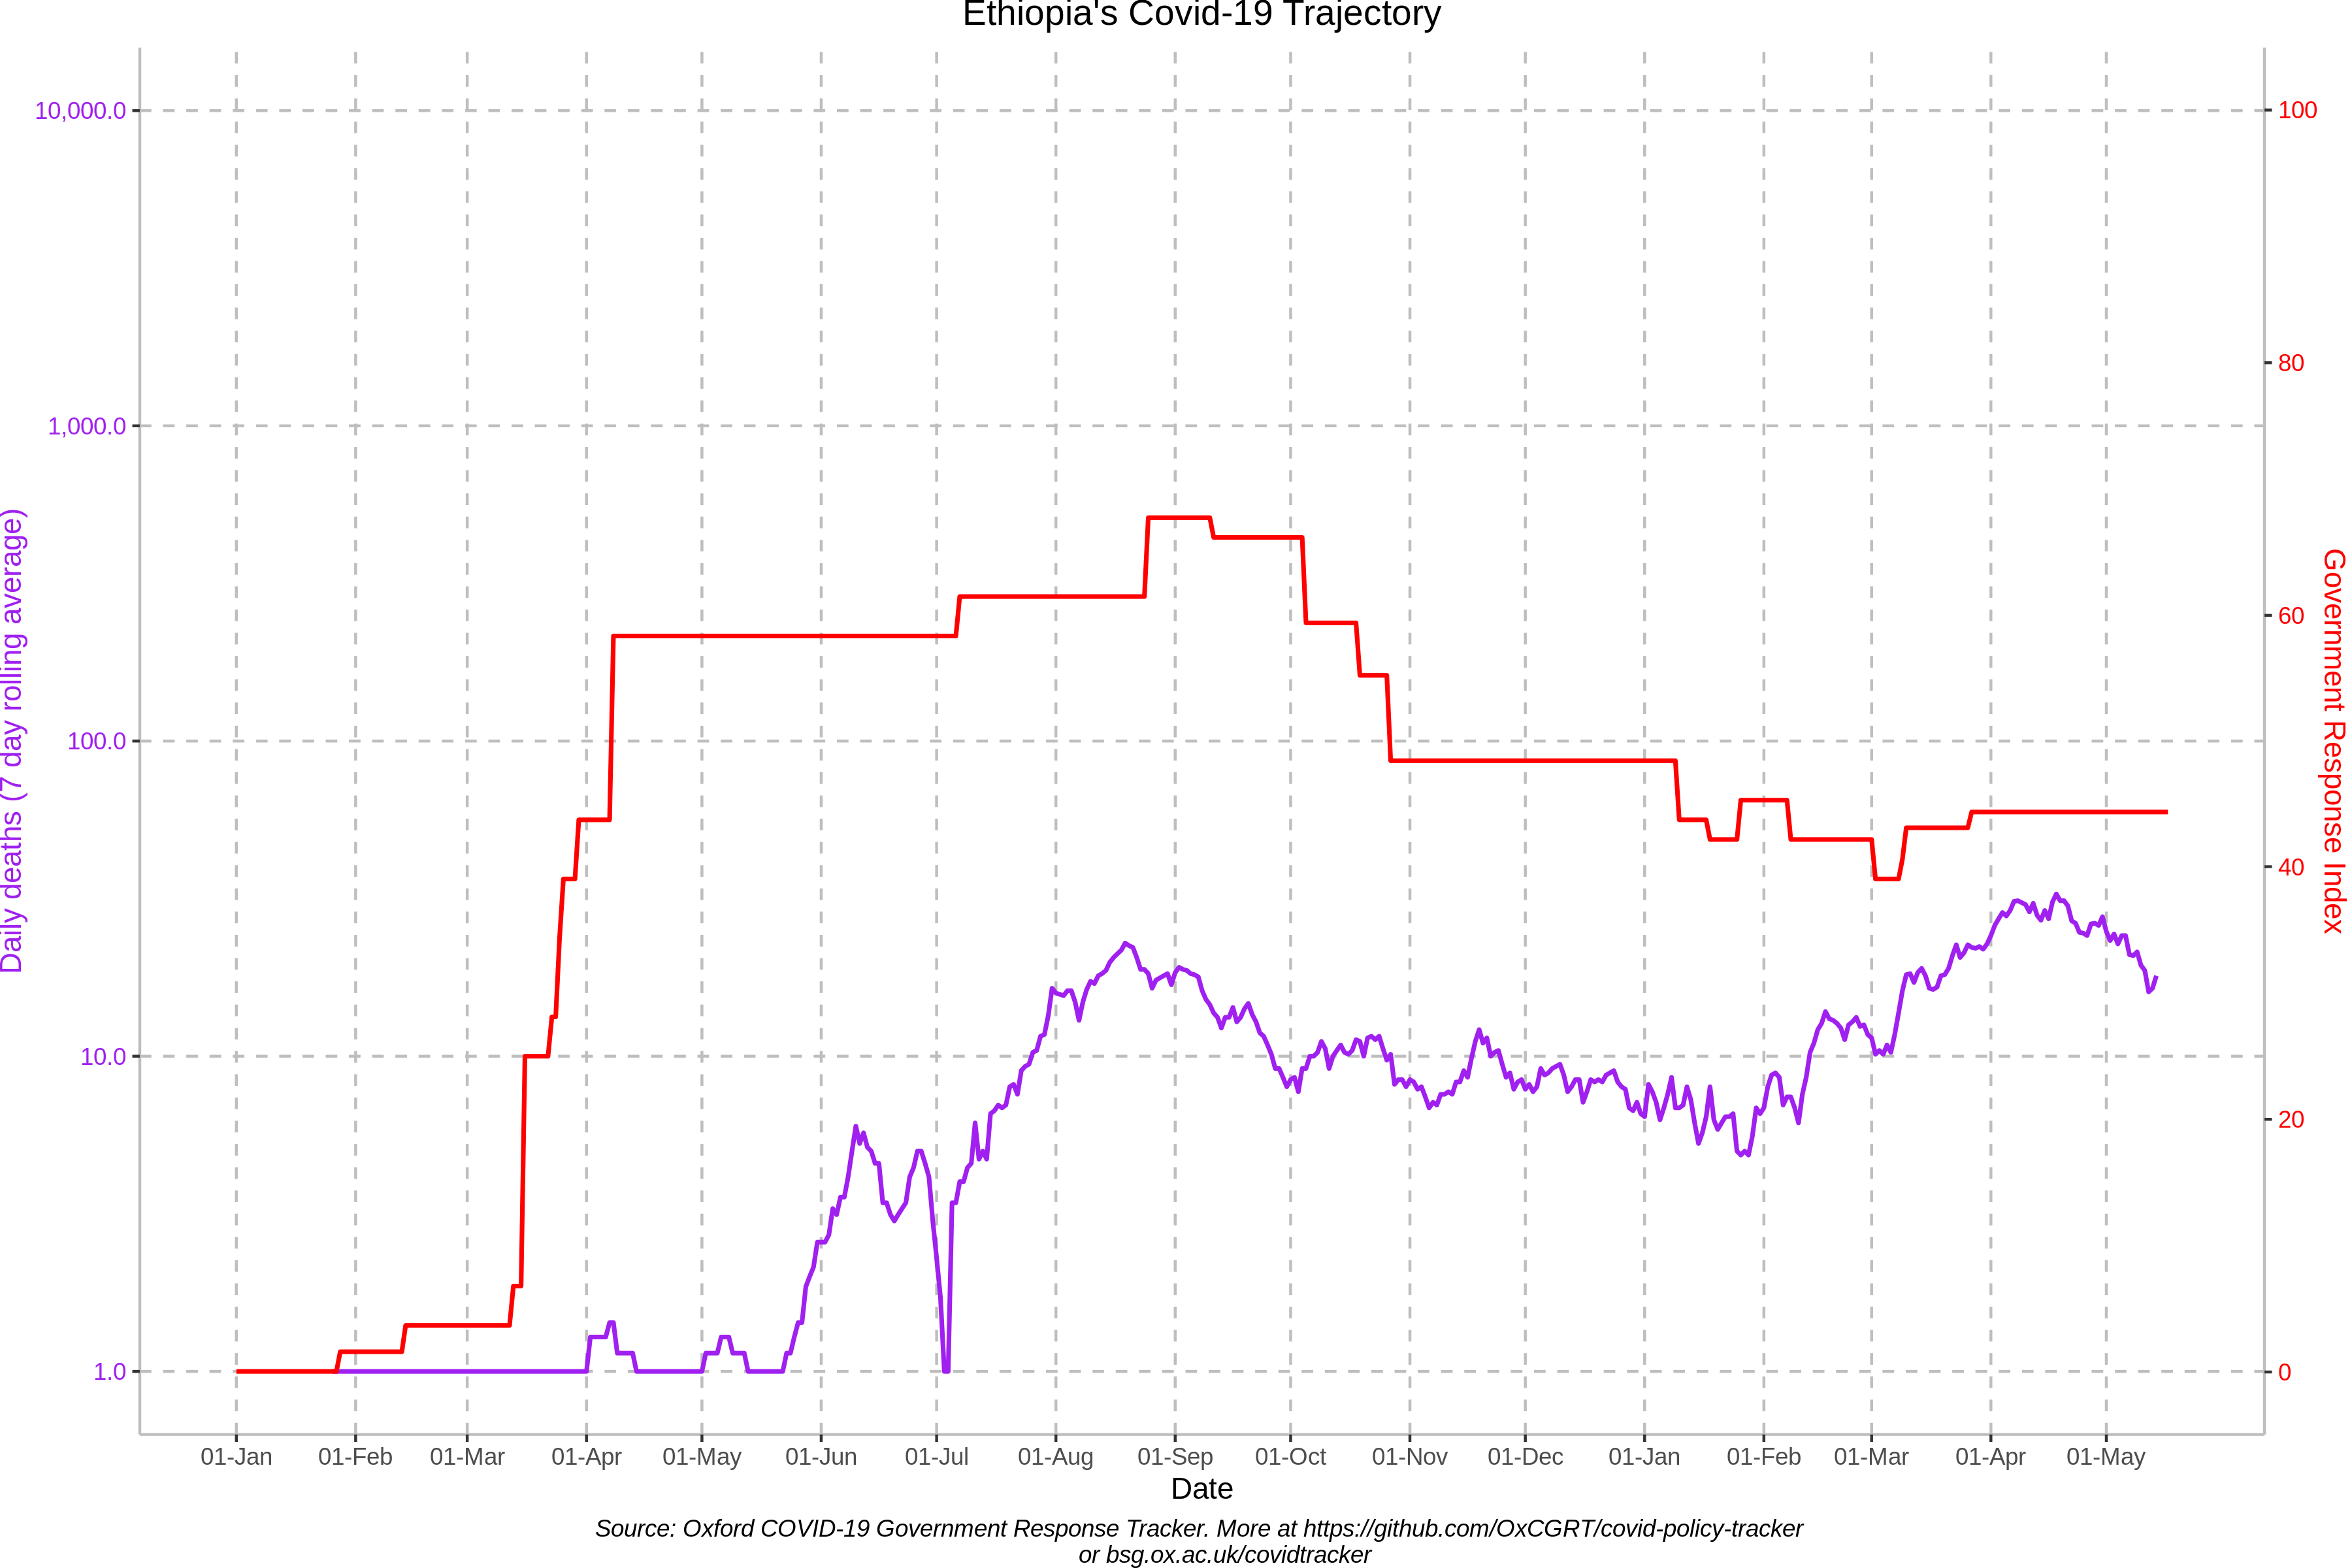 Ethiopia's Covid-19 Trajectory
10,000.0
1,000.0
100.0
10.0
1.0
Daily deaths (7 day rolling average)
100
80
60
40
20
0
Government Response Index
01-Jan 01-Feb 01-Mar 01-Apr 01-May 01-Jun 01-Jul 01-Aug 01-Sep 01-Oct 01-Nov 01-Dec 01-Jan 01-Feb 01-Mar 01-Apr 01-May
Date
Source: Oxford COVID-19 Government Response Tracker. More at https://github.com/OxCGRT/covid-policy-tracker
or bsg.ox.ac.uk/covidtracker